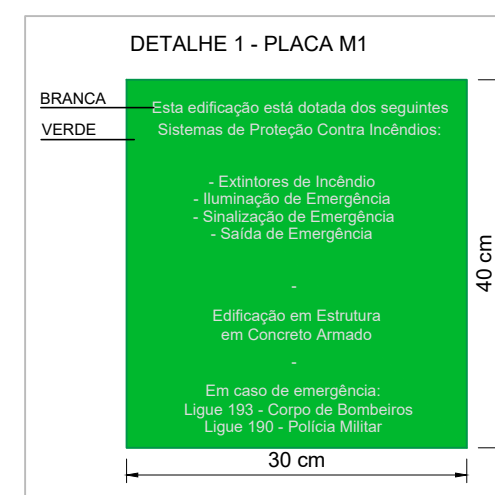 DETALHE 1 - PLACA M1
BRANCA
VERDE
Esta edificação está dotada dos seguintes
Sistemas de Proteção Contra Incêndios:
- Extintores de Incêndio
- Iluminação de Emergência
- Sinalização de Emergência
- Saída de Emergência
-
Edificação em Estrutura
em Concreto Armado
-
Em caso de emergência:
Ligue 193 - Corpo de Bombeiros
Ligue 190 - Polícia Militar
40 cm
30 cm